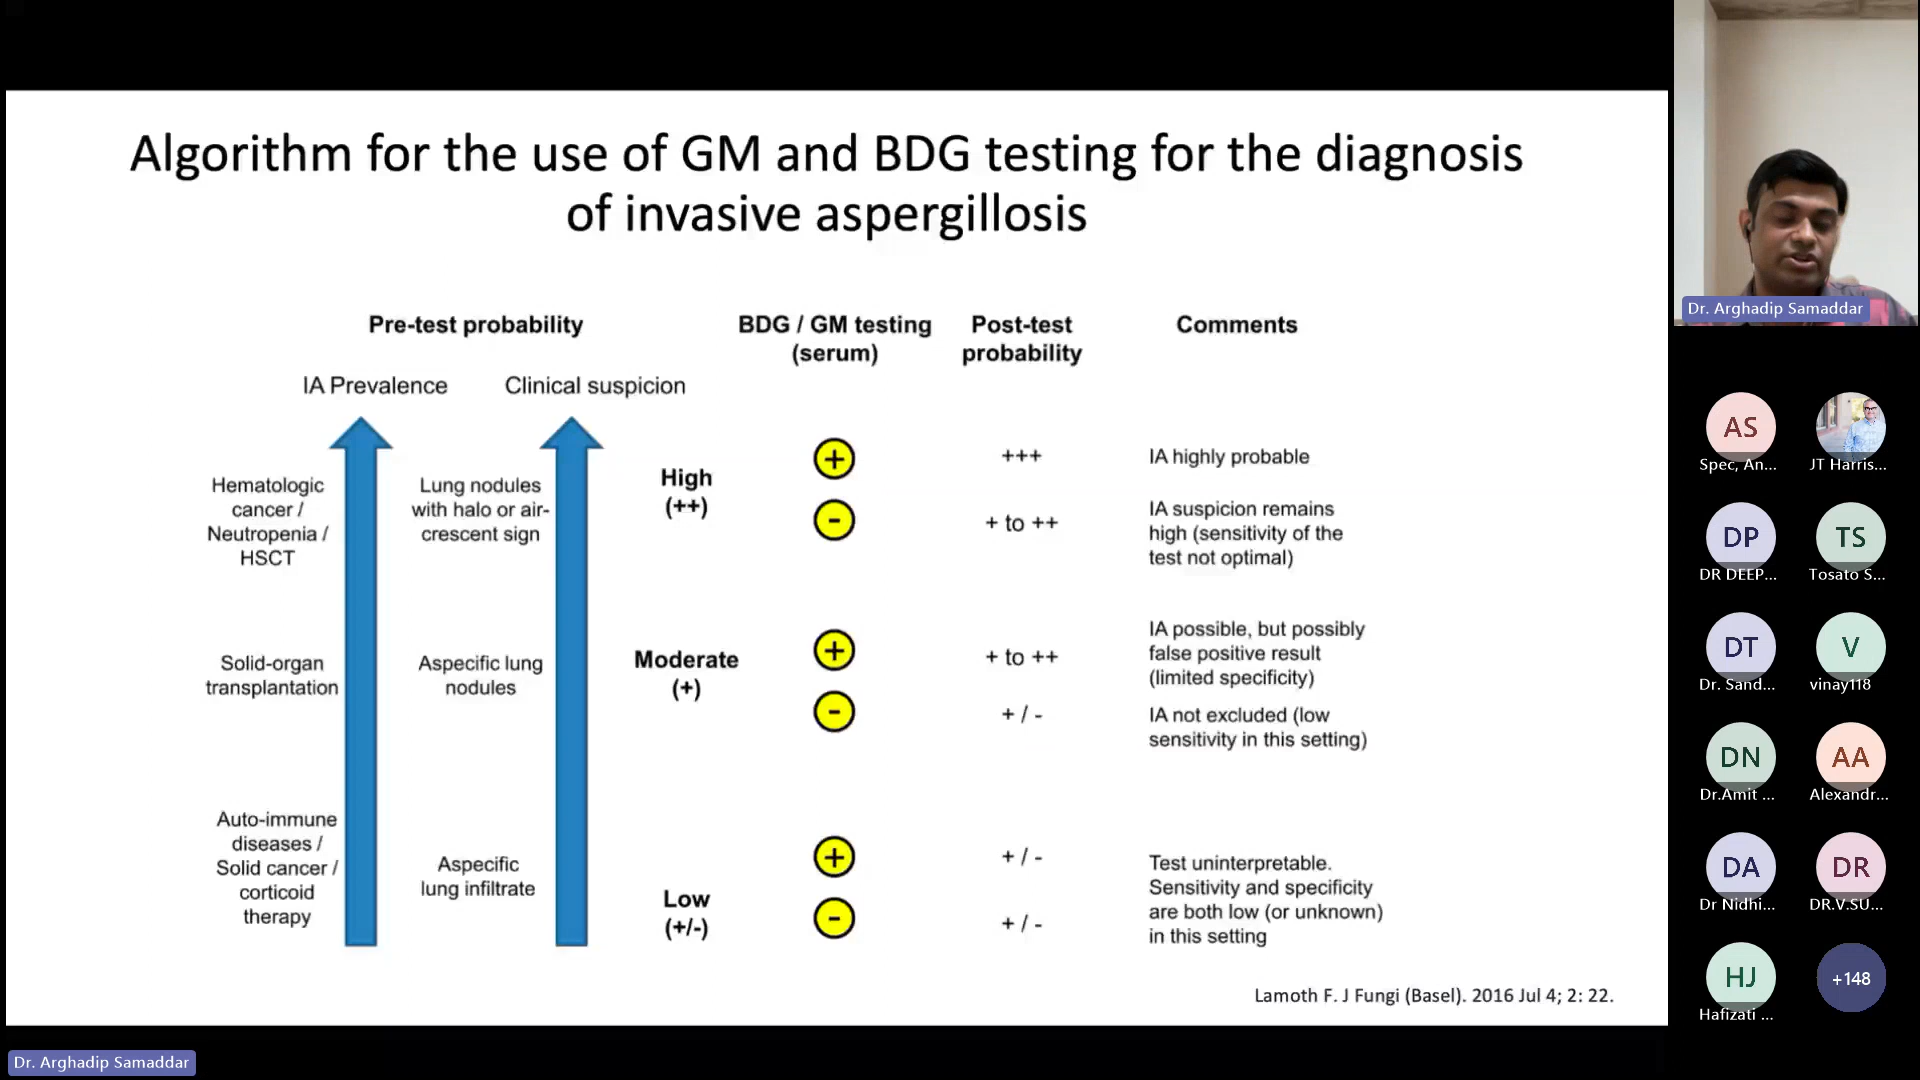 Algorithm for the use of GM and BDG testing for the diagnosis
of invasive aspergillosis
Pre-test probability
BDG / GM testing
(serum)
Post-test
probability
Comments
IA Prevalence
Clinical suspicion
Hematologic
cancer /
Neutropenia /
HSCT
Lung nodules
with halo or air-
crescent sign
High
(++)
+
+++
IA highly probable
-
+ to ++
IA suspicion remains
high (sensitivity of the
test not optimal)
Solid-organ
transplantation
Aspecific lung
nodules
Moderate
(+)
+
+ to ++
IA possible, but possibly
false positive result
(limited specificity)
-
+ / -
IA not excluded (low
sensitivity in this setting)
Auto-immune
diseases /
Solid cancer /
corticoid
therapy
Aspecific
lung infiltrate
Low
(+/-)
+
+ / -
-
+ / -
Test uninterpretable.
Sensitivity and specificity
are both low (or unknown)
in this setting
Lamoth F. J Fungi (Basel). 2016 Jul 4; 2: 22.
Dr. Arghadip Samaddar
Dr. Arghadip Samaddar
AS
Spec, An...
JT Harris...
DP
DR DEEP...
TS
Tosato S...
DT
Dr. Sand...
V
vinay118
DN
Dr.Amit ...
AA
Alexandr...
DA
Dr Nidhi...
DR
DR.V.SU...
HJ
Hafizati ...
+148